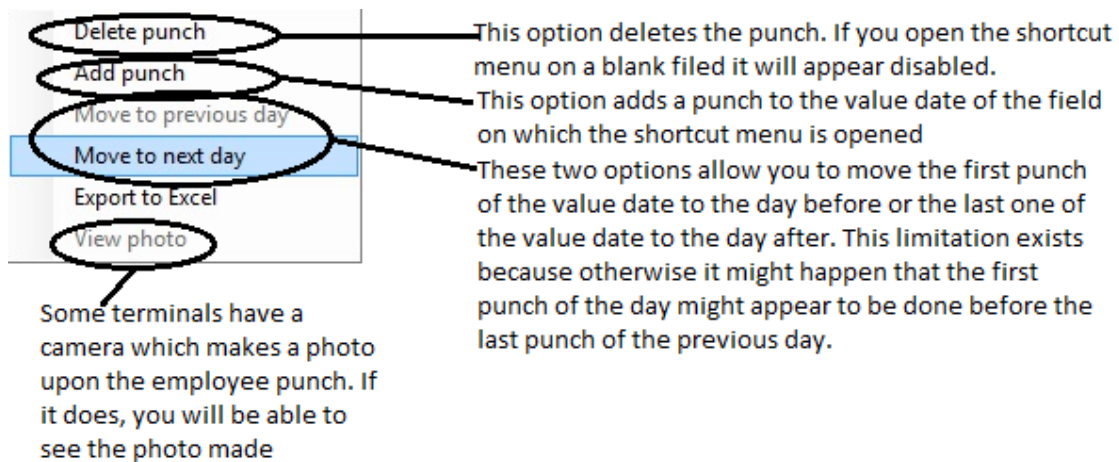 Delete punch
Add punch
Move to previous day
Move to next day
Export to Excel
View photo
This option deletes the punch. If you open the shortcut
menu on a blank filed it will appear disabled.
This option adds a punch to the value date of the field
on which the shortcut menu is opened
These two options allow you to move the first punch
of the value date to the day before or the last one of
the value date to the day after. This limitation exists
because otherwise it might happen that the first
punch of the day might appear to be done before the
last punch of the previous day.
Some terminals have a
camera which makes a photo
upon the employee punch. If
it does, you will be able to
see the photo made